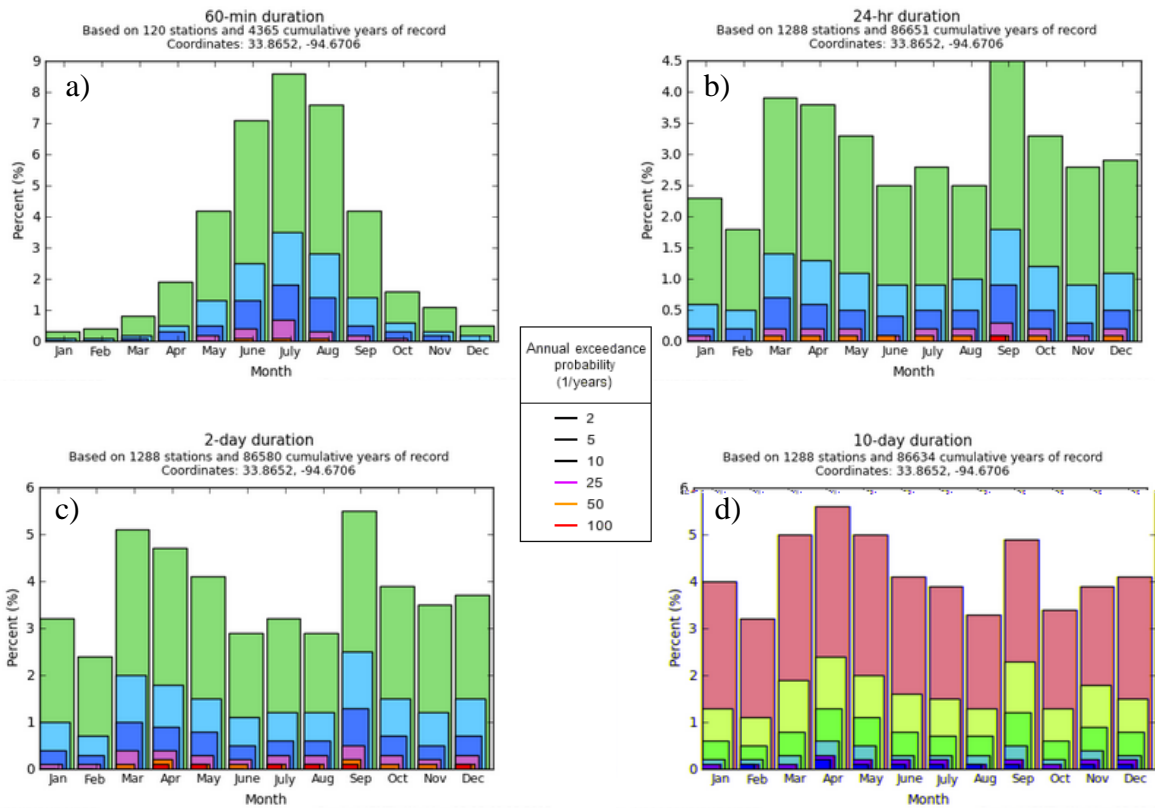 60-min duration
Based on 120 stations and 4365 cumulative years of record
Coordinates: 33.8652, -94.6706
a)
Percent (%)
9
8
7
6
5
4
3
2
1
0
Jan Feb Mar Apr May June July Aug Sep Oct Nov Dec
Month
24-hr duration
Based on 1288 stations and 86651 cumulative years of record
Coordinates: 33.8652, -94.6706
b)
Percent (%)
4.5
4.0
3.5
3.0
2.5
2.0
1.5
1.0
0.5
0.0
Jan Feb Mar Apr May June July Aug Sep Oct Nov Dec
Month
Annual exceedance
probability
(1/years)
2
5
10
25
50
100
2-day duration
Based on 1288 stations and 86580 cumulative years of record
Coordinates: 33.8652, -94.6706
c)
Percent (%)
6
5
4
3
2
1
0
Jan Feb Mar Apr May June July Aug Sep Oct Nov Dec
Month
10-day duration
Based on 1288 stations and 86634 cumulative years of record
Coordinates: 33.8652, -94.6706
d)
Percent (%)
6
5
4
3
2
1
0
Jan Feb Mar Apr May June July Aug Sep Oct Nov Dec
Month